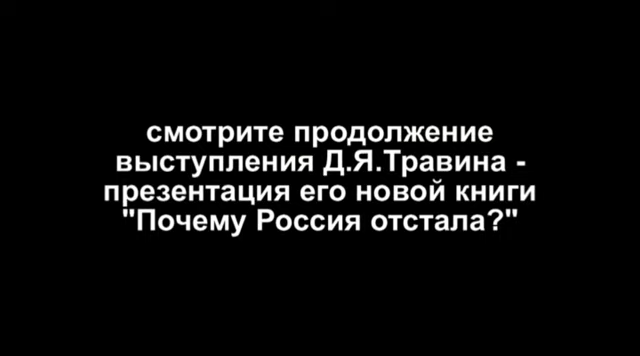 смотрите продолжение
выступления Д.Я.Травина -
презентация его новой книги
"Почему Россия отстала?"